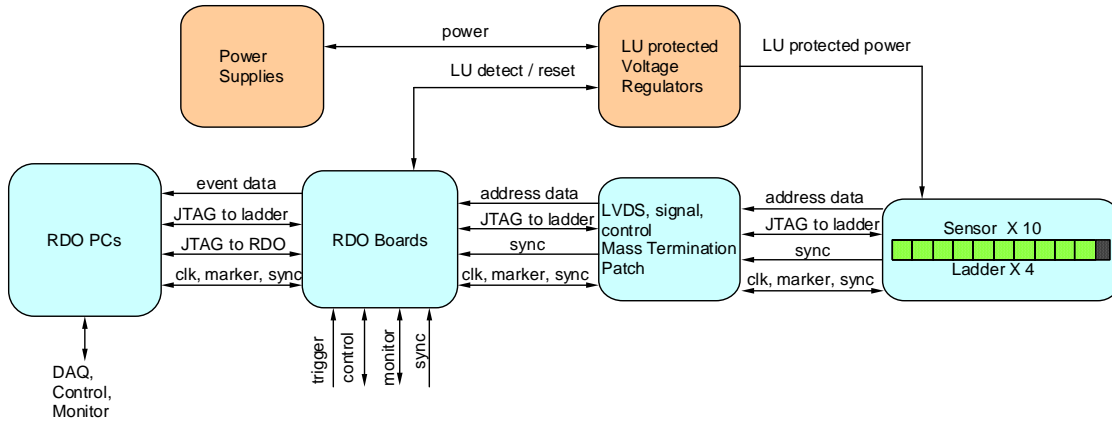 power
Power
Supplies
LU protected
Voltage
Regulators
LU protected power
LU detect / reset
RDO PCs
event data
JTAG to ladder
JTAG to RDO
clk, marker, sync
RDO Boards
address data
JTAG to ladder
sync
clk, marker, sync
LVDS, signal,
control
Mass Termination
Patch
address data
JTAG to ladder
sync
clk, marker, sync
Sensor X 10
Ladder X 4
trigger
control
monitor
sync
DAQ,
Control,
Monitor